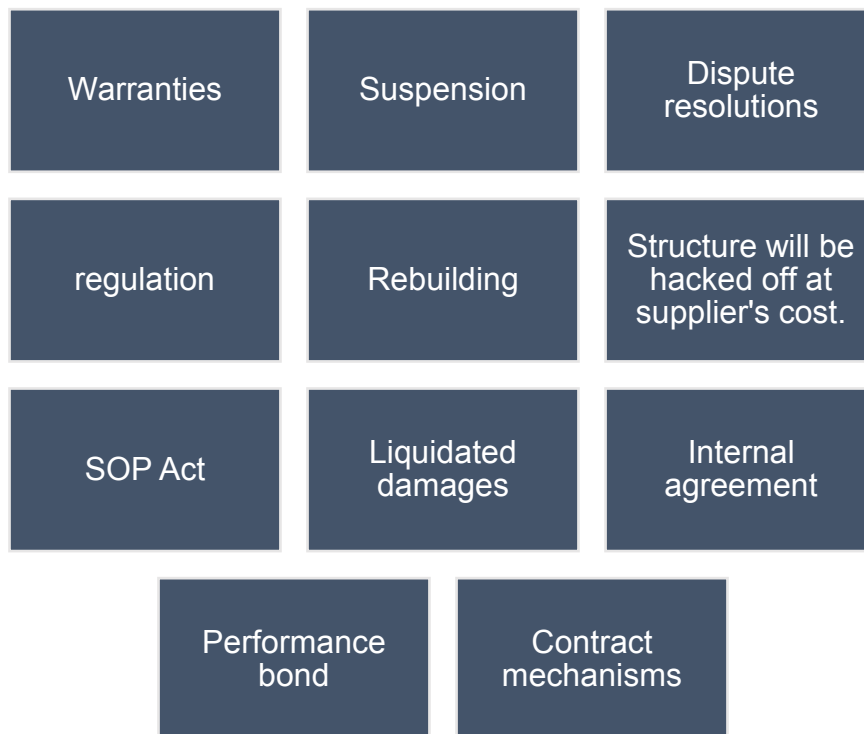 Warranties
Suspension
Dispute
resolutions
regulation
Rebuilding
Structure will be
hacked off at
supplier's cost.
SOP Act
Liquidated
damages
Internal
agreement
Performance
bond
Contract
mechanisms